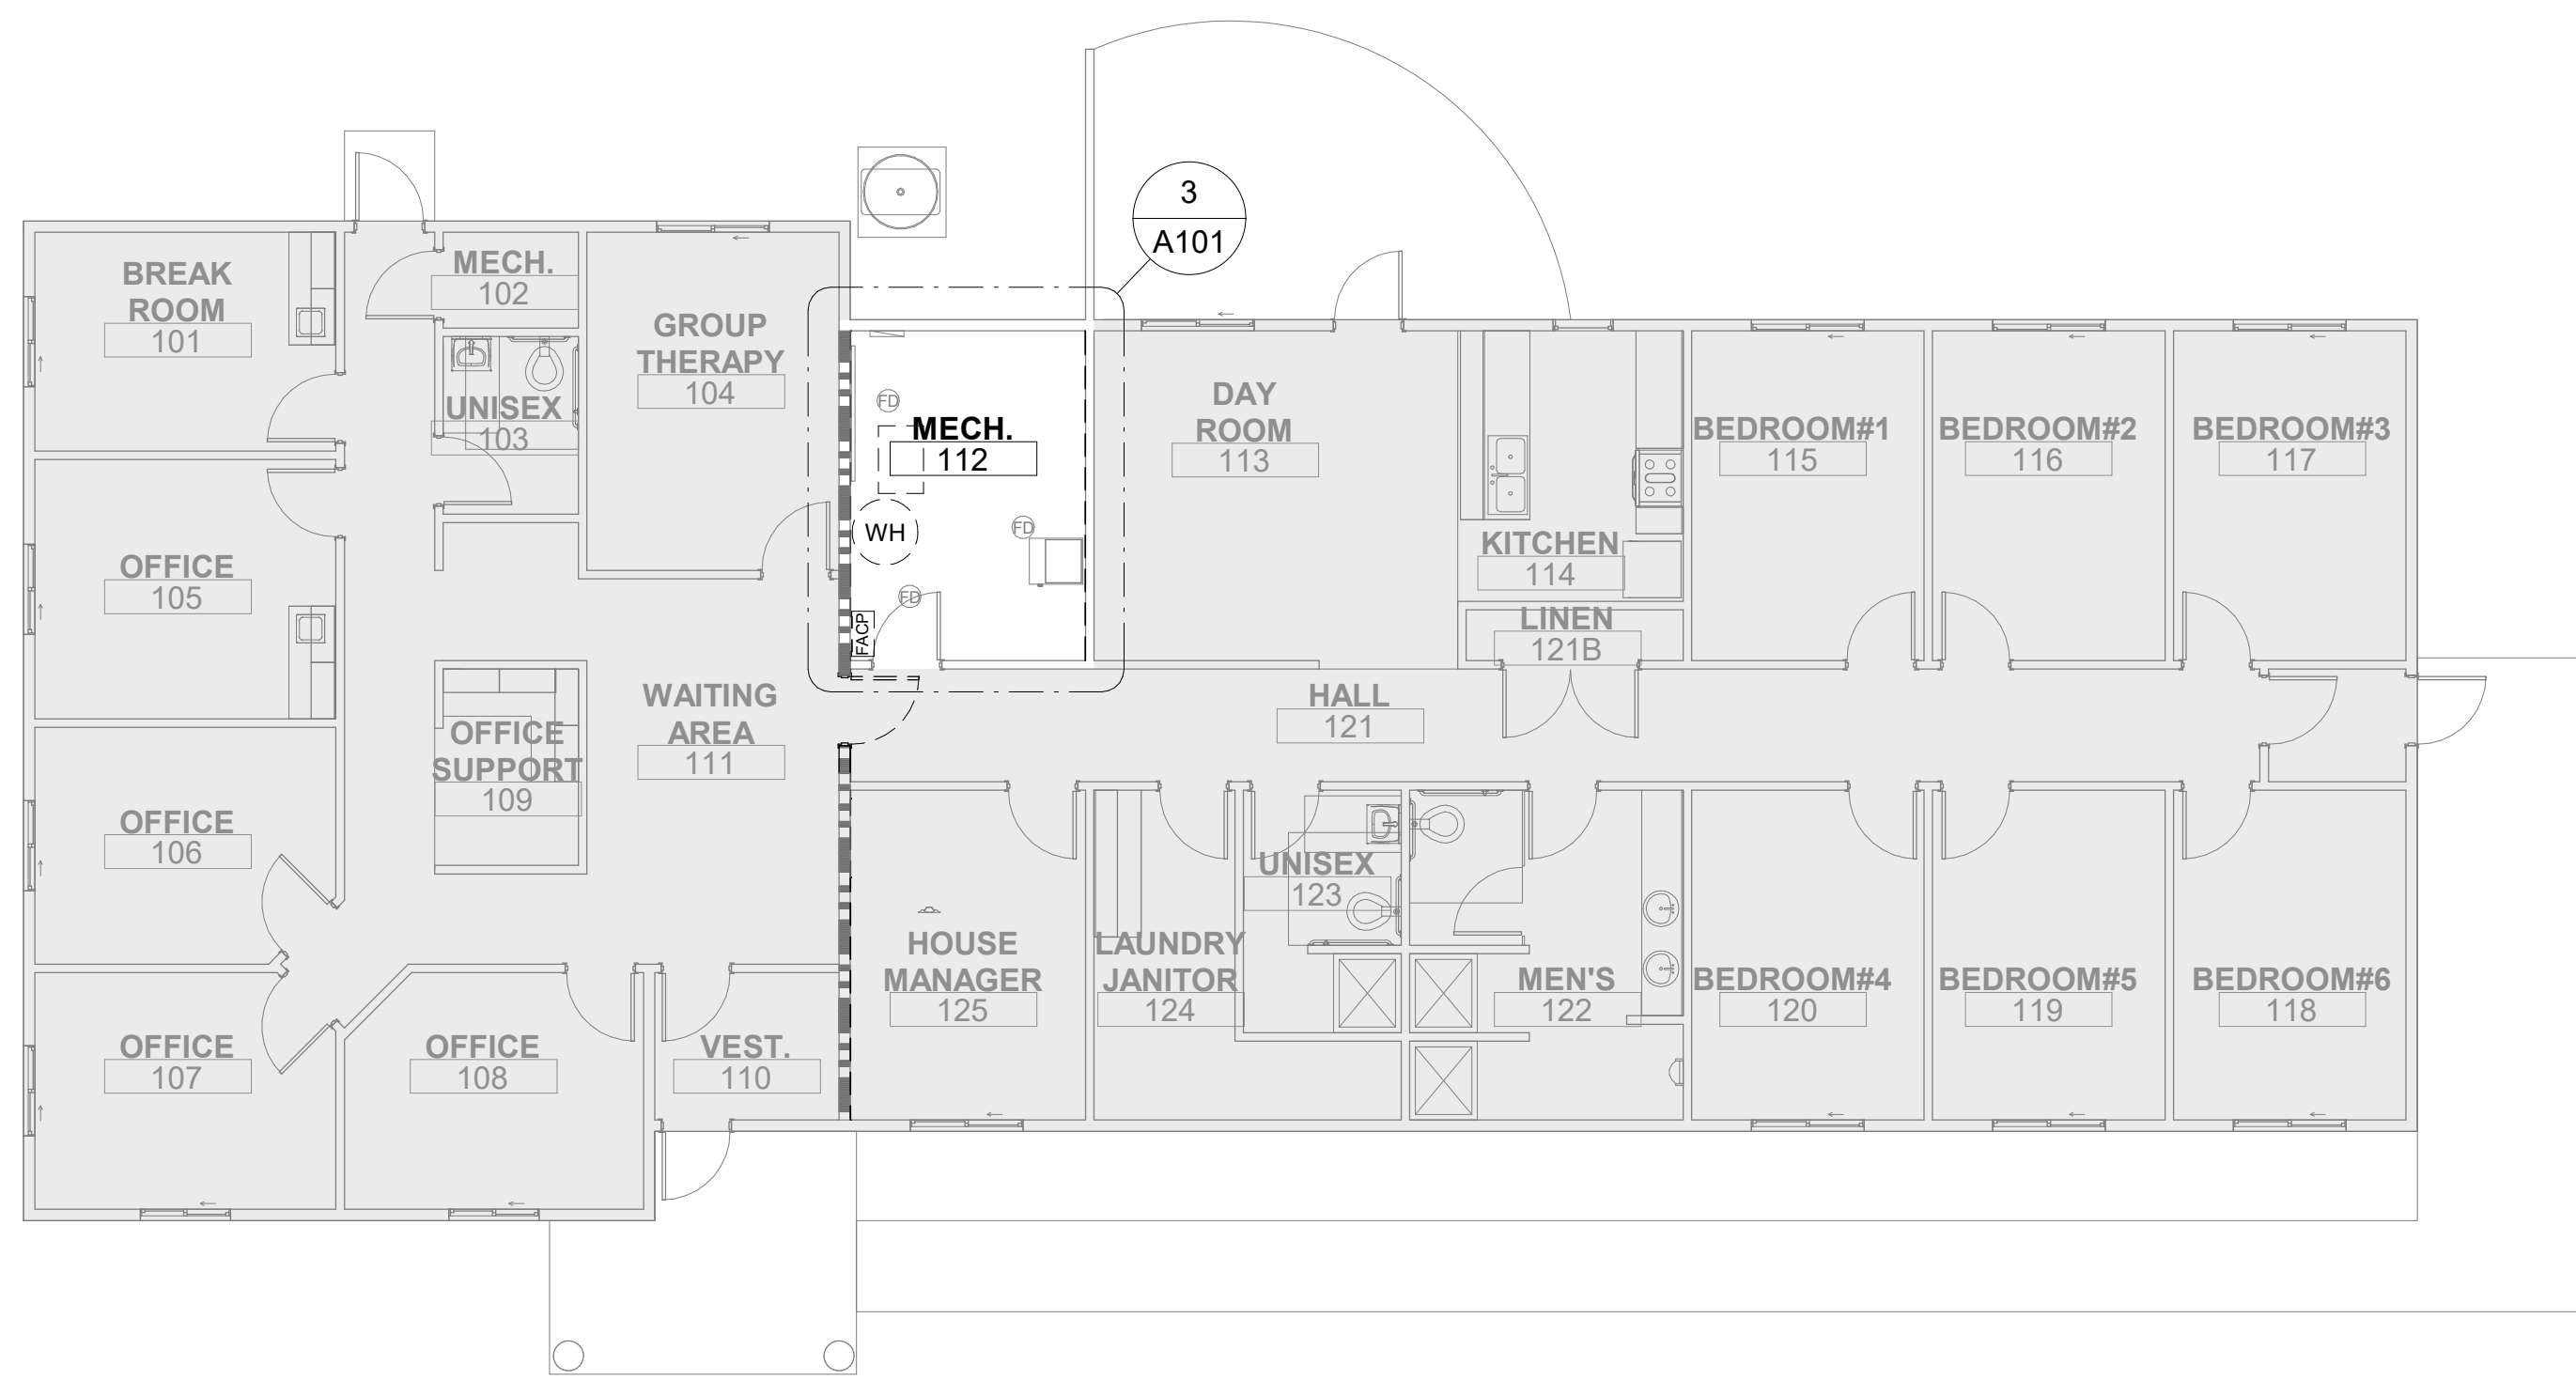 3
A101
BREAK
ROOM
101
MECH.
102
UNISEX
103
GROUP
THERAPY
104
FD
MECH.
112
WH
FD
FD
FACP
DAY
ROOM
113
KITCHEN
114
LINEN
121B
BEDROOM#1
115
BEDROOM#2
116
BEDROOM#3
117
OFFICE
105
OFFICE
106
OFFICE
107
OFFICE
108
OFFICE
SUPPORT
109
WAITING
AREA
111
VEST.
110
HALL
121
HOUSE
MANAGER
125
LAUNDRY
JANITOR
124
UNISEX
123
MEN'S
122
BEDROOM#4
120
BEDROOM#5
119
BEDROOM#6
118